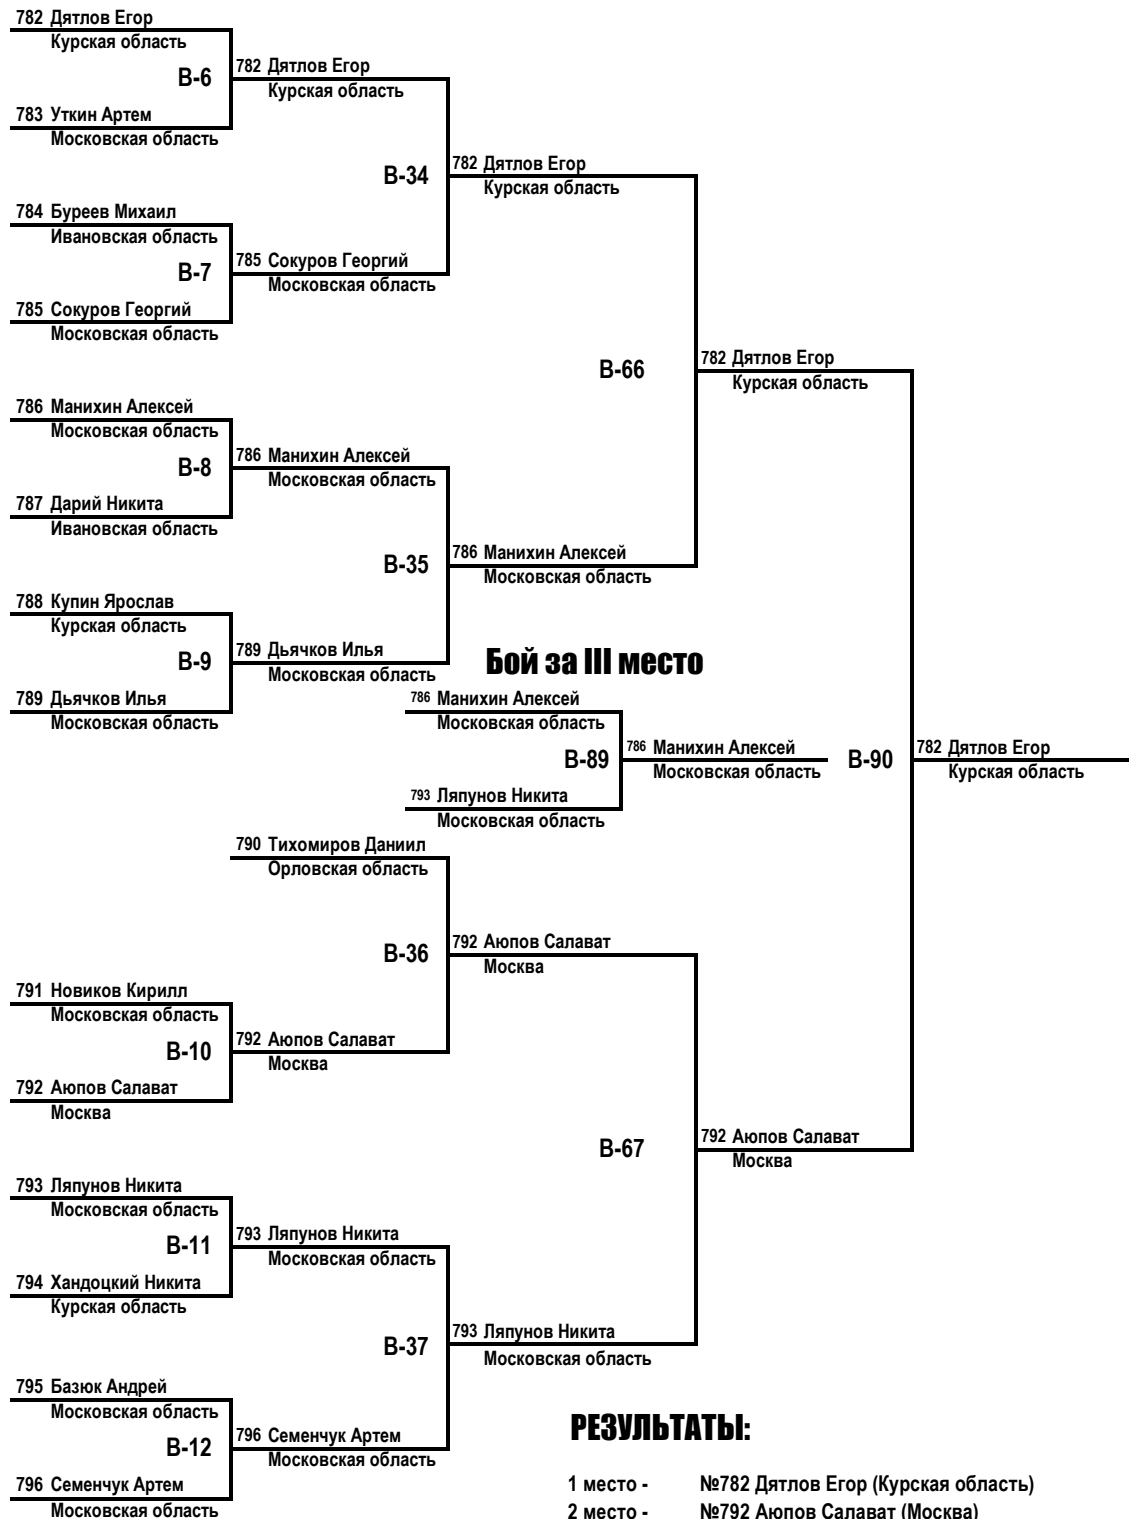 782 Дятлов Егор
Курская область
В-6
782 Дятлов Егор
Курская область
783 Уткин Артем
Московская область
В-34
782 Дятлов Егор
Курская область
784 Буреев Михаил
Ивановская область
В-7
785 Сокуров Георгий
Московская область
785 Сокуров Георгий
Московская область
В-66
782 Дятлов Егор
Курская область
786 Манихин Алексей
Московская область
В-8
786 Манихин Алексей
Московская область
787 Дарий Никита
Ивановская область
В-35
786 Манихин Алексей
Московская область
788 Купин Ярослав
Курская область
В-9
789 Дьячков Илья
Московская область
789 Дьячков Илья
Московская область
Бой за III место
786 Манихин Алексей
Московская область
В-89
786 Манихин Алексей
Московская область
793 Ляпунов Никита
Московская область
В-90
782 Дятлов Егор
Курская область
790 Тихомиров Даниил
Орловская область
В-36
792 Аюпов Салават
Москва
791 Новиков Кирилл
Московская область
В-10
792 Аюпов Салават
Москва
792 Аюпов Салават
Москва
В-67
792 Аюпов Салават
Москва
793 Ляпунов Никита
Московская область
В-11
793 Ляпунов Никита
Московская область
794 Хандоцкий Никита
Курская область
В-37
793 Ляпунов Никита
Московская область
795 Базюк Андрей
Московская область
В-12
796 Семенчук Артем
Московская область
796 Семенчук Артем
Московская область
РЕЗУЛЬТАТЫ:
1 место - №782 Дятлов Егор (Курская область)
2 место - №792 Аюпов Салават (Москва)